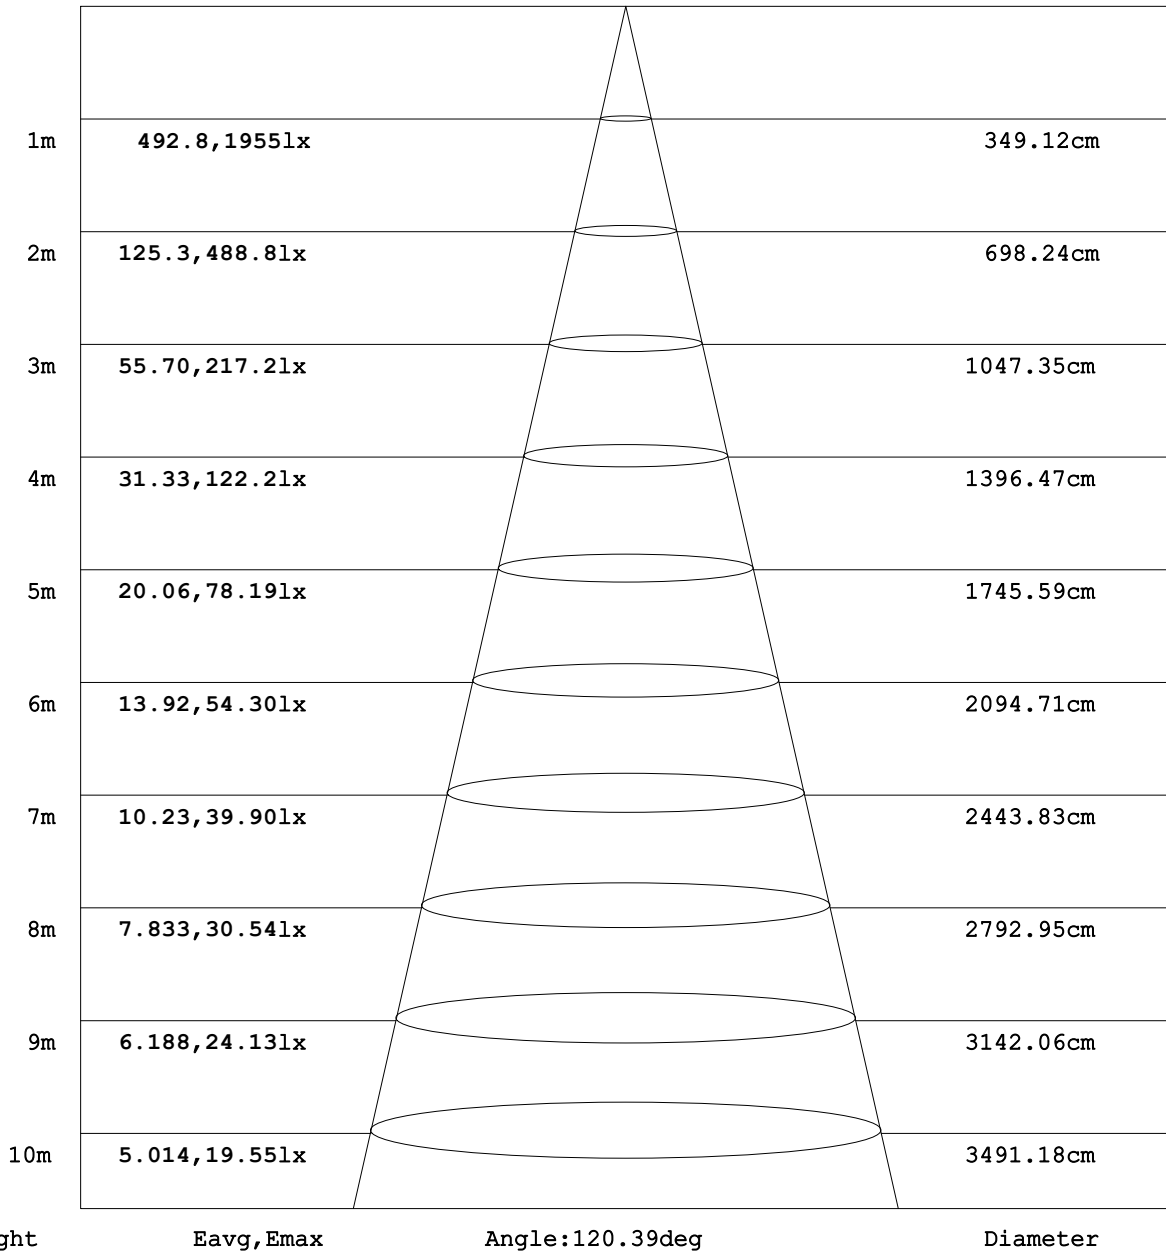 1m 492.8,1955lx 349.12cm
2m 125.3,488.8lx 698.24cm
3m 55.70,217.2lx 1047.35cm
4m 31.33,122.2lx 1396.47cm
5m 20.06,78.19lx 1745.59cm
6m 13.92,54.30lx 2094.71cm
7m 10.23,39.90lx 2443.83cm
8m 7.833,30.54lx 2792.95cm
9m 6.188,24.13lx 3142.06cm
10m 5.014,19.55lx 3491.18cm
ght Eavg,Emax Angle:120.39deg Diameter